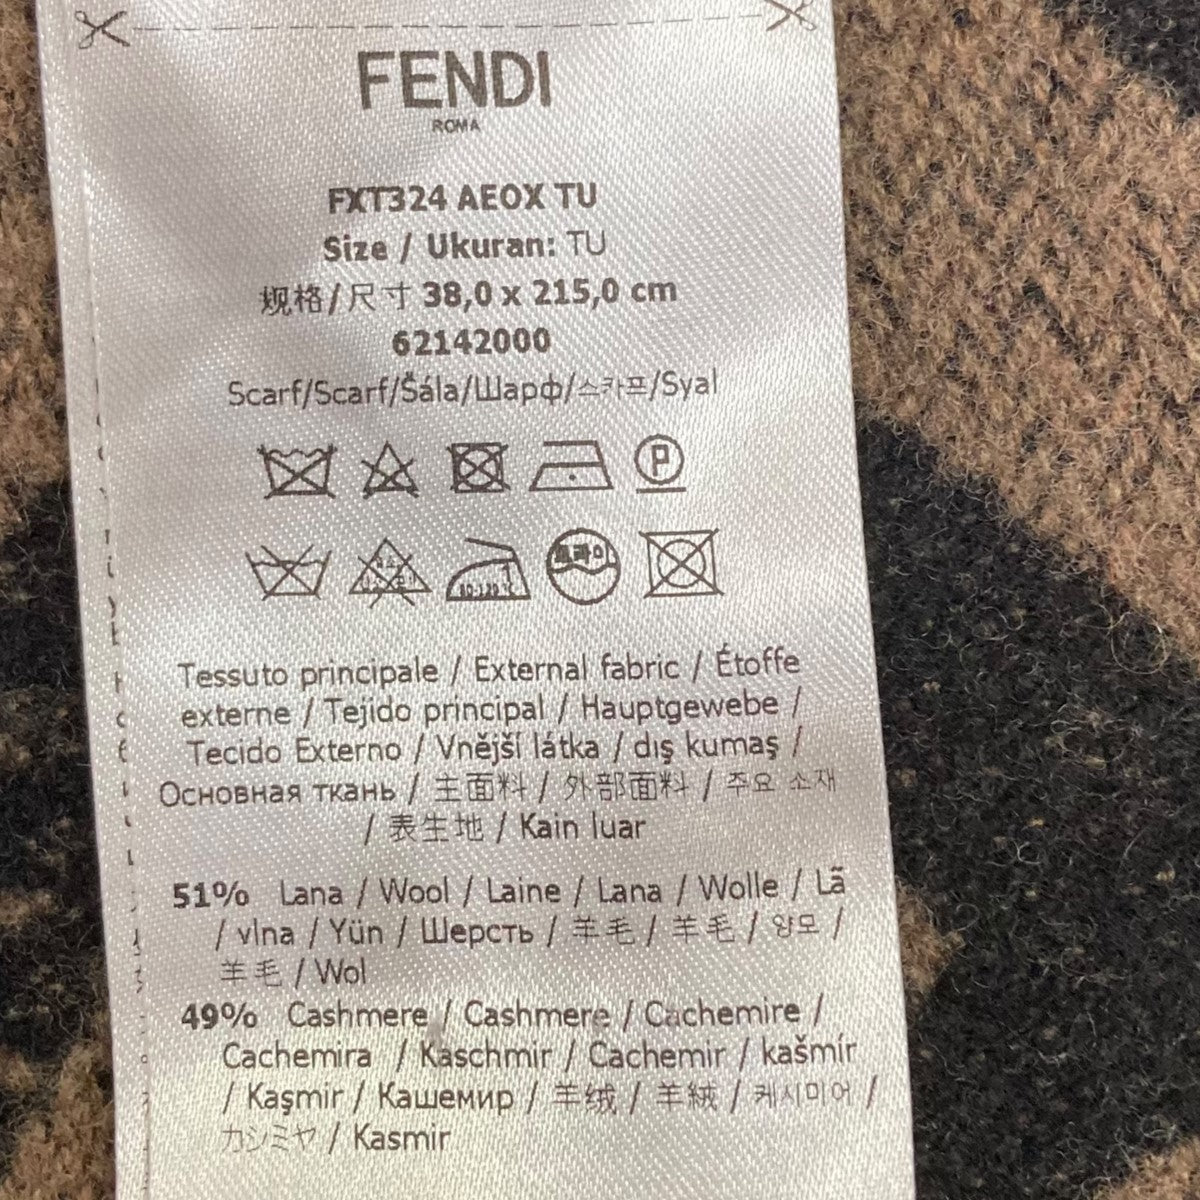 FENDI
ROMA
FXT324 AEOX TU
Size / Ukuran: TU
规格/尺寸 38,0 x 215,0 cm
62142000
Scarf/Scarf/Šála/Шарф/스카프/Syal
P
드라이
80-120℃
Tessuto principale / External fabric / Étoffe
externe / Tejido principal / Hauptgewebe /
Tecido Externo / Vnější látka / dış kumaş /
Основная ткань / 主面料 / 外部面料 / 주요 소재
/ 表生地 / Kain luar
51% Lana / Wool / Laine / Lana / Wolle / Lã
/ vlna / Yün / Шерсть / 羊毛 / 羊毛 / 양모 /
羊毛 / Wol
49% Cashmere / Cashmere / Cachemire /
Cachemira / Kaschmir / Cachemir / kašmír
/ Kaşmir / Кашемир / 羊绒 / 羊絨 / 캐시미어 /
カシミヤ / Kasmir